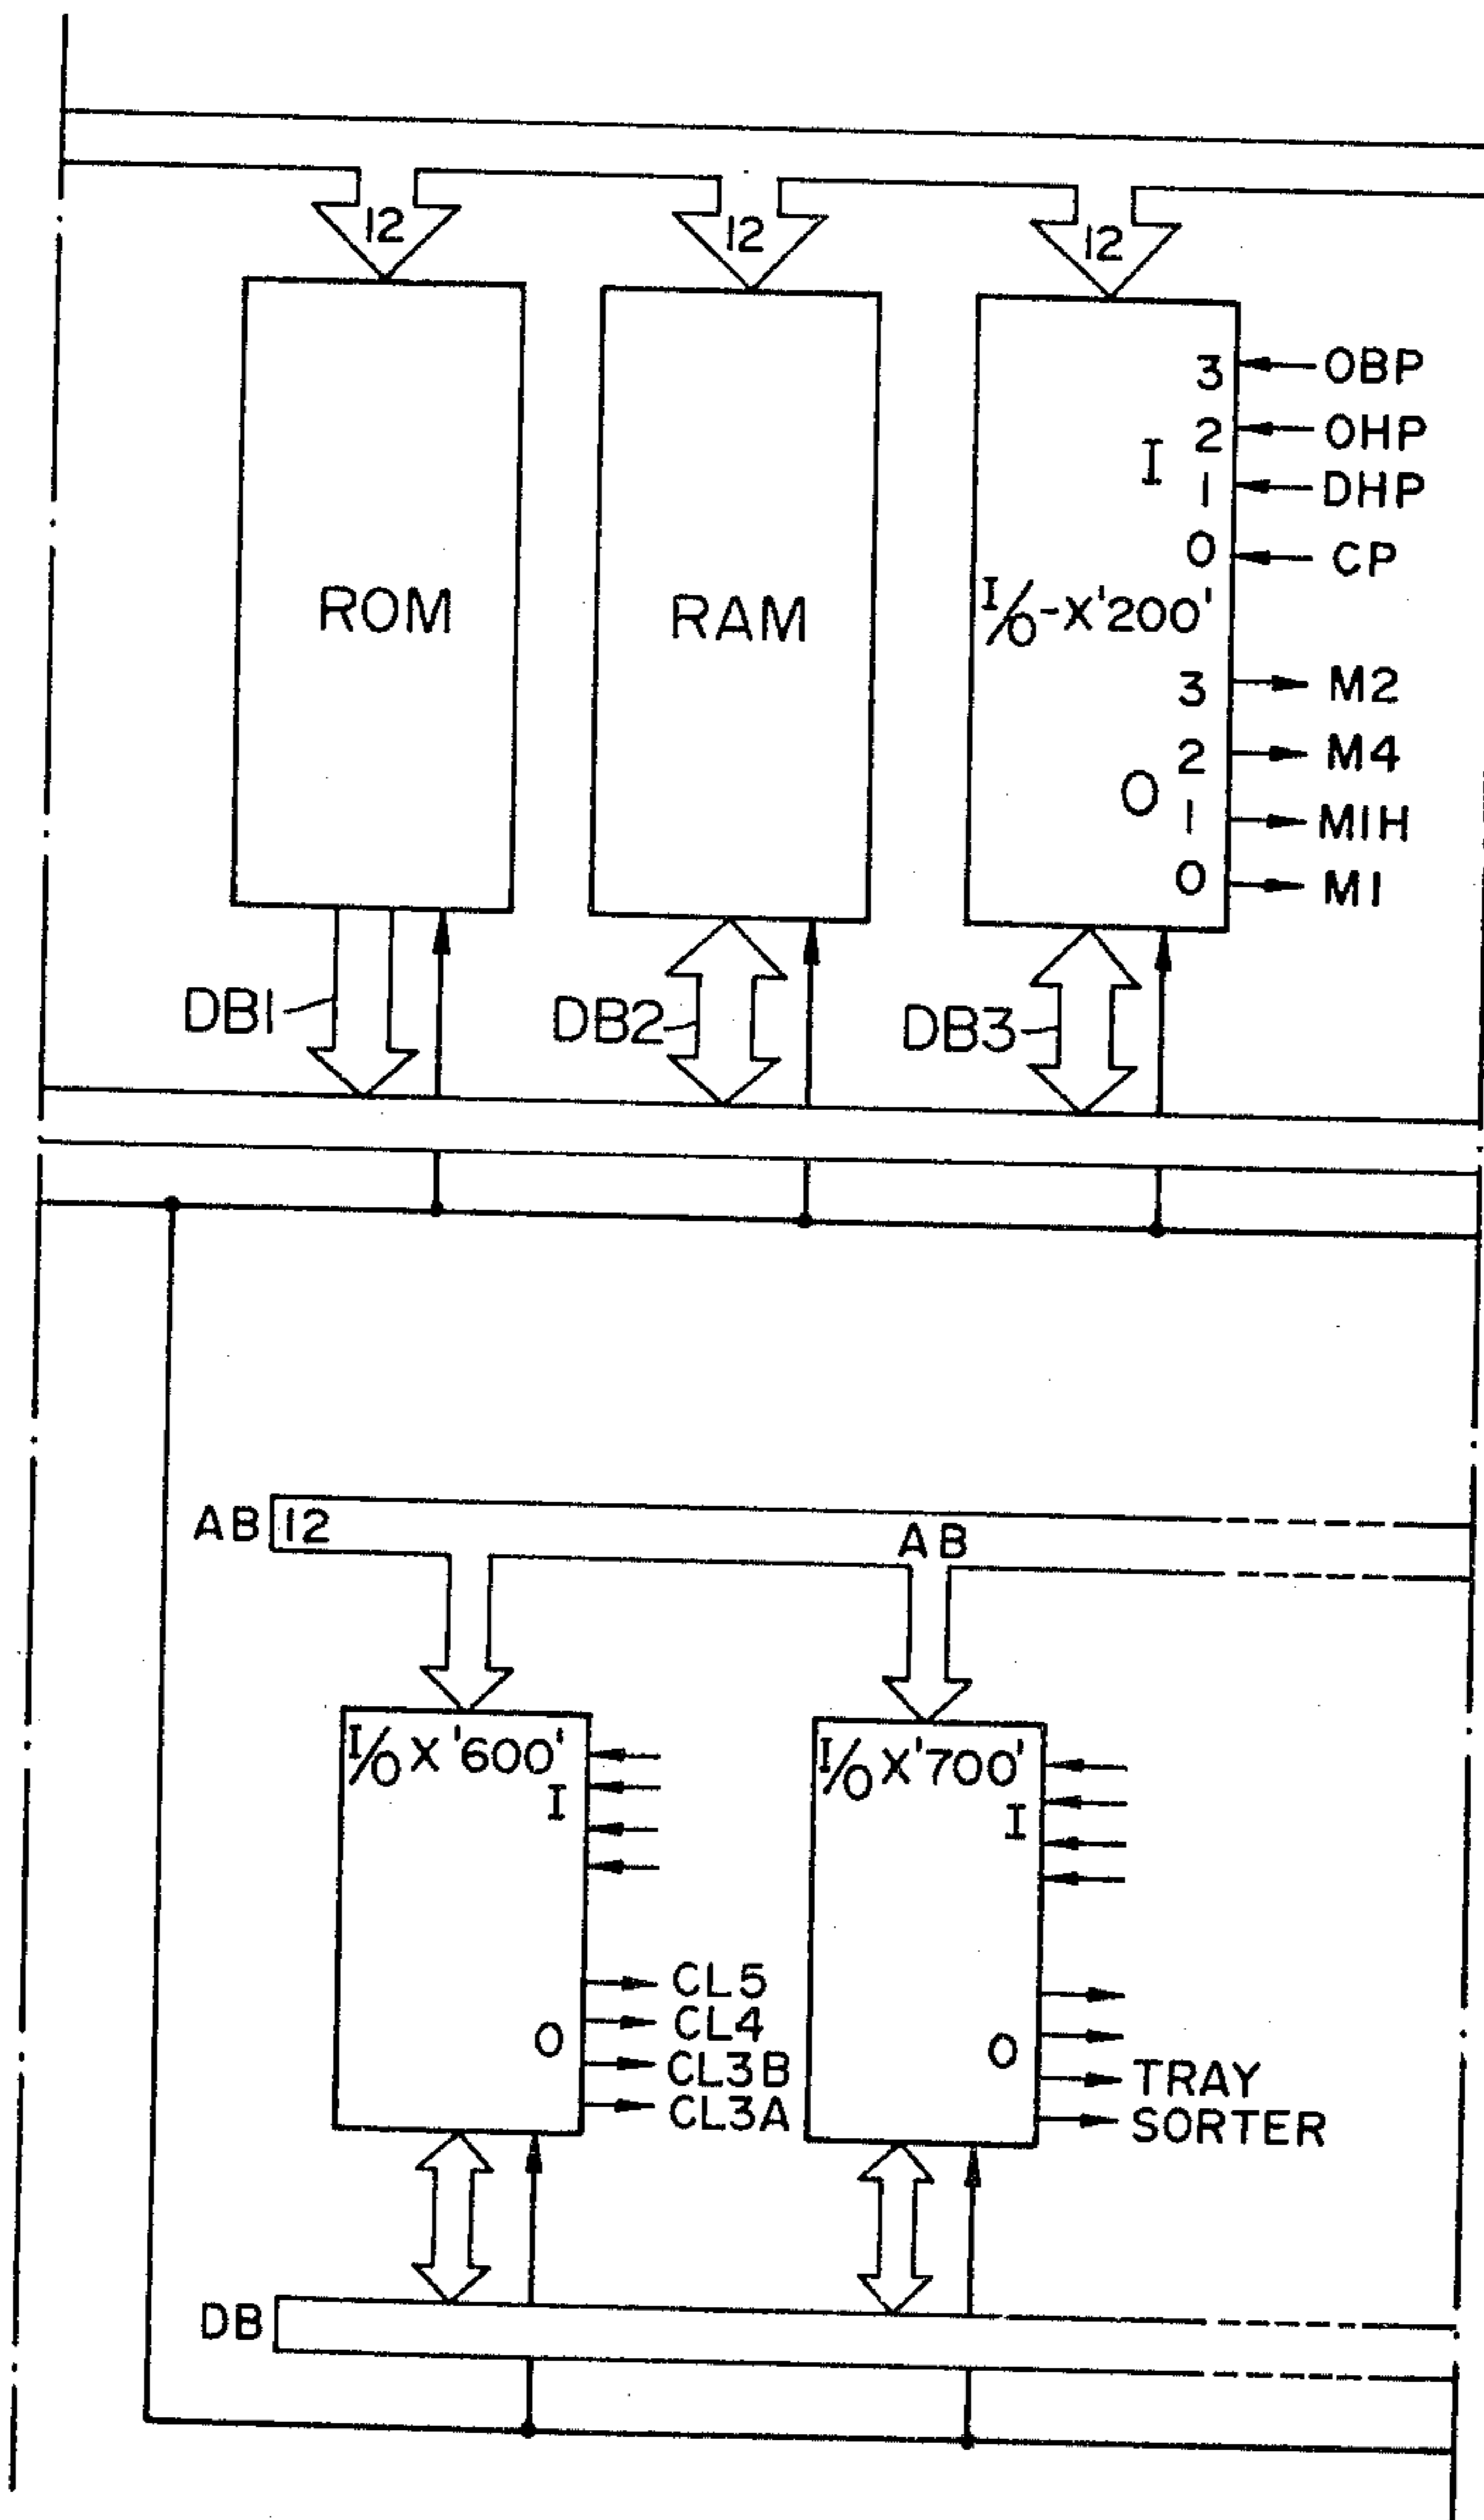 12
12
12
ROM
RAM
I
3
2
1
0
OBP
OHP
DHP
CP
I/O-X'200'
O
3
2
1
0
M2
M4
M1H
M1
DB1
DB2
DB3
AB
12
AB
I/O X'600'
I
O
CL5
CL4
CL3B
CL3A
I/O X'700'
I
O
TRAY
SORTER
DB